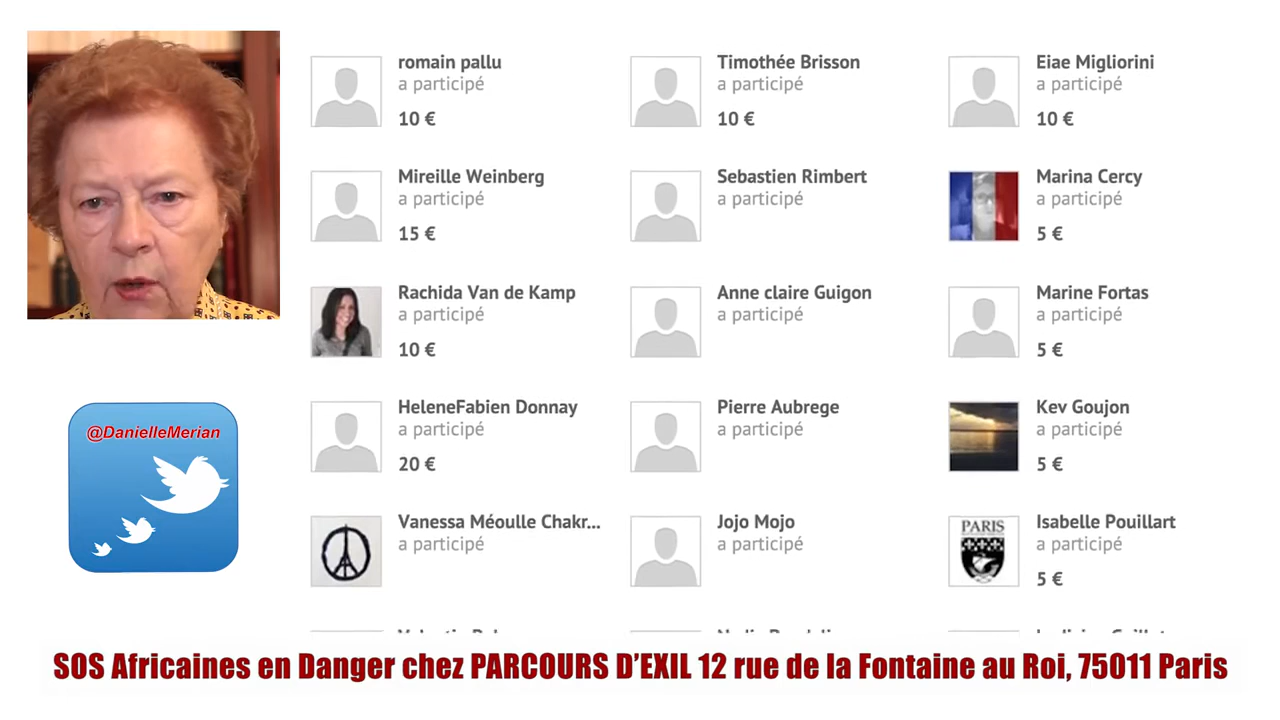 romain pallu
a participé
10 €
Timothée Brisson
a participé
10 €
Eiae Migliorini
a participé
10 €
Mireille Weinberg
a participé
15 €
Sebastien Rimbert
a participé
Marina Cercy
a participé
5 €
Rachida Van de Kamp
a participé
10 €
Anne claire Guigon
a participé
Marine Fortas
a participé
5 €
HeleneFabien Donnay
a participé
20 €
Pierre Aubrege
a participé
Kev Goujon
a participé
5 €
@DanielleMerian
Vanessa Méoulle Chakr...
a participé
Jojo Mojo
a participé
PARIS
Isabelle Pouillart
a participé
5 €
SOS Africaines en Danger chez PARCOURS D’EXIL 12 rue de la Fontaine au Roi, 75011 Paris